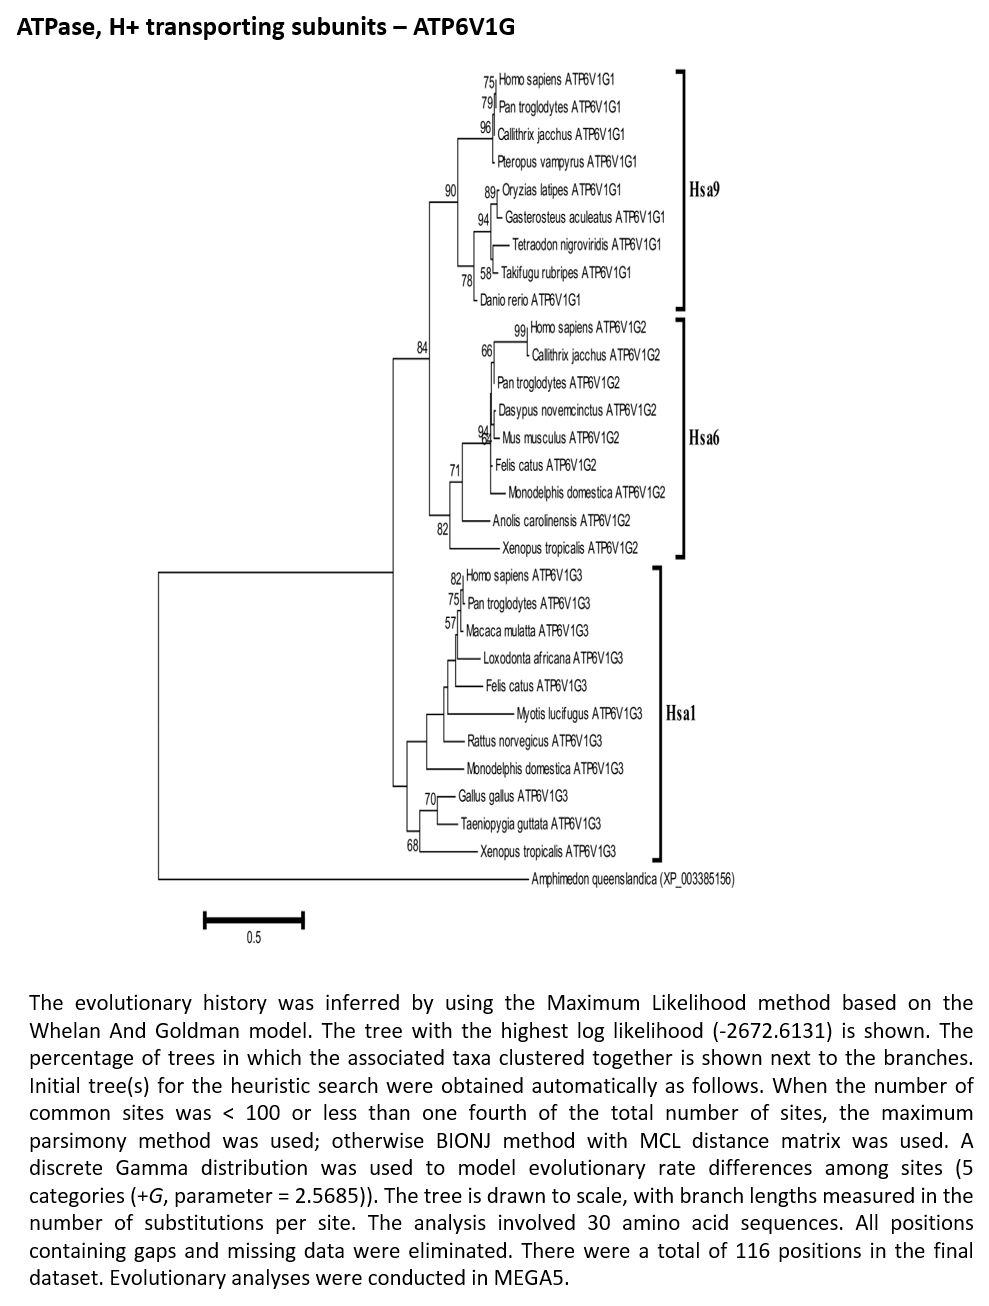 ATPase, H+ transporting subunits – ATP6V1G
75
Homo sapiens ATP6V1G1
79
Pan troglodytes ATP6V1G1
96
Callithrix jacchus ATP6V1G1
Pteropus vampyrus ATP6V1G1
90
89
Oryzias latipes ATP6V1G1
Hsa9
94
Gasterosteus aculeatus ATP6V1G1
Tetraodon nigroviridis ATP6V1G1
78
58
Takifugu rubripes ATP6V1G1
Danio rerio ATP6V1G1
99
Homo sapiens ATP6V1G2
84
66
Callithrix jacchus ATP6V1G2
Pan troglodytes ATP6V1G2
Dasypus novemcinctus ATP6V1G2
94
Mus musculus ATP6V1G2
Hsa6
71
Felis catus ATP6V1G2
Monodelphis domestica ATP6V1G2
82
Anolis carolinensis ATP6V1G2
Xenopus tropicalis ATP6V1G2
82
Homo sapiens ATP6V1G3
75
Pan troglodytes ATP6V1G3
57
Macaca mulatta ATP6V1G3
Loxodonta africana ATP6V1G3
Felis catus ATP6V1G3
Myotis lucifugus ATP6V1G3
Hsa1
Rattus norvegicus ATP6V1G3
Monodelphis domestica ATP6V1G3
70
Gallus gallus ATP6V1G3
Taeniopygia guttata ATP6V1G3
68
Xenopus tropicalis ATP6V1G3
Amphimedon queenslandica (XP_003385156)
0.5
The evolutionary history was inferred by using the Maximum Likelihood method based on the
Whelan And Goldman model. The tree with the highest log likelihood (-2672.6131) is shown. The
percentage of trees in which the associated taxa clustered together is shown next to the branches.
Initial tree(s) for the heuristic search were obtained automatically as follows. When the number of
common sites was < 100 or less than one fourth of the total number of sites, the maximum
parsimony method was used; otherwise BIONJ method with MCL distance matrix was used. A
discrete Gamma distribution was used to model evolutionary rate differences among sites (5
categories (+G, parameter = 2.5685)). The tree is drawn to scale, with branch lengths measured in the
number of substitutions per site. The analysis involved 30 amino acid sequences. All positions
containing gaps and missing data were eliminated. There were a total of 116 positions in the final
dataset. Evolutionary analyses were conducted in MEGA5.